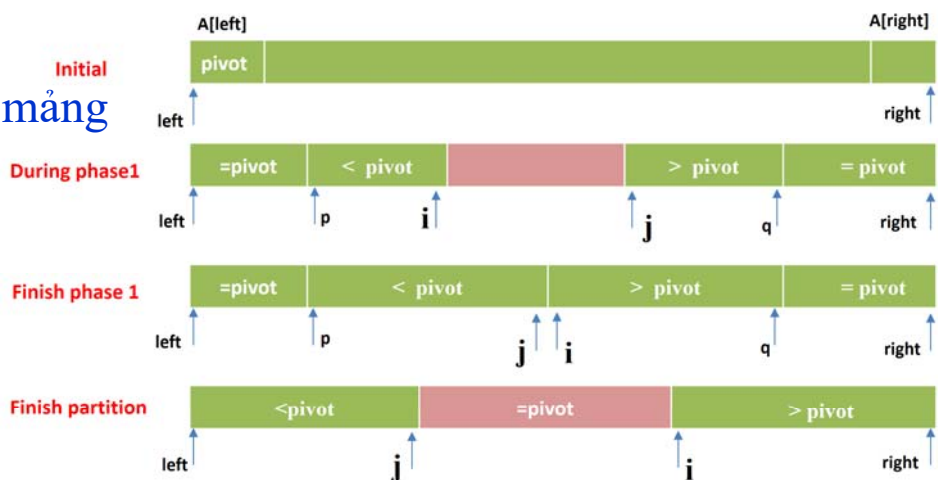 A[left] A[right]
Initial pivot
mảng
left right
During phase1 =pivot < pivot > pivot = pivot
left p i j q right
Finish phase 1 =pivot < pivot > pivot = pivot
left p j i q right
Finish partition <pivot =pivot > pivot
left j i right